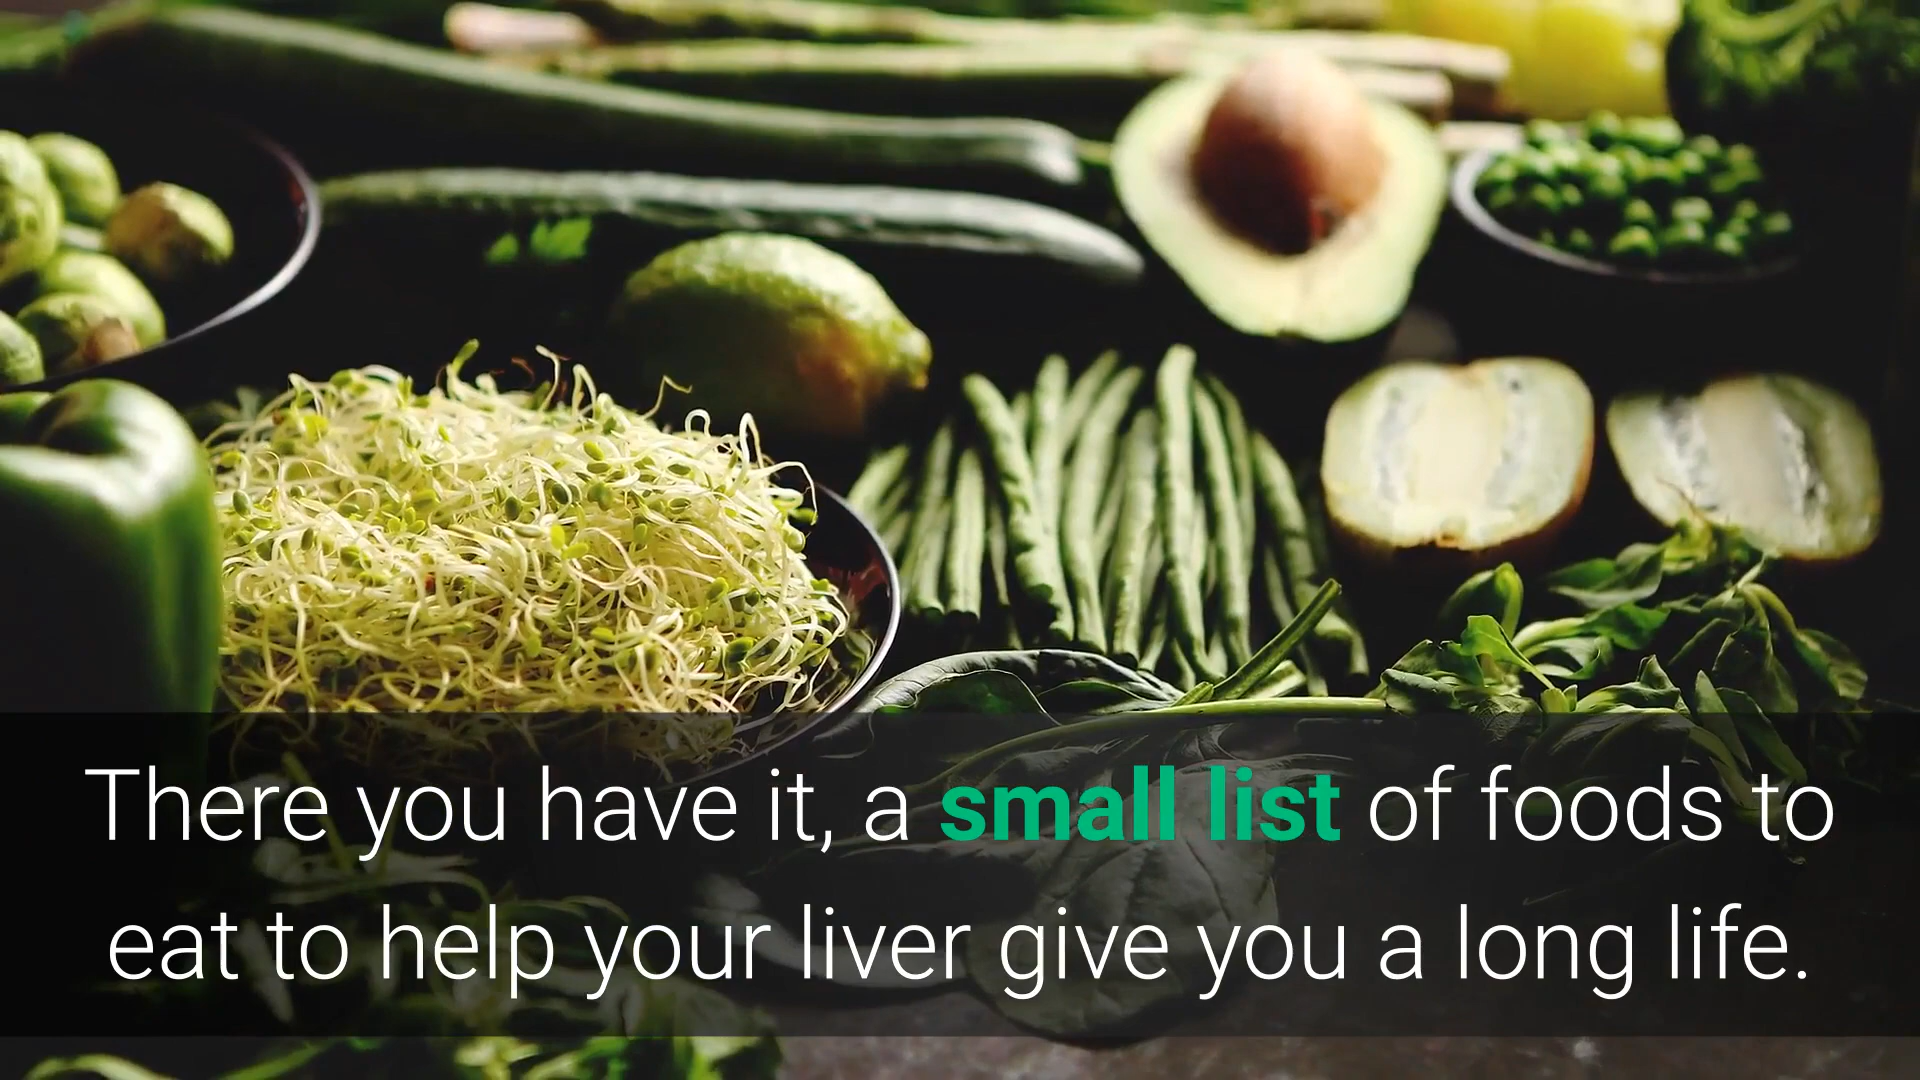 There you have it, a small list of foods to
eat to help your liver give you a long life.